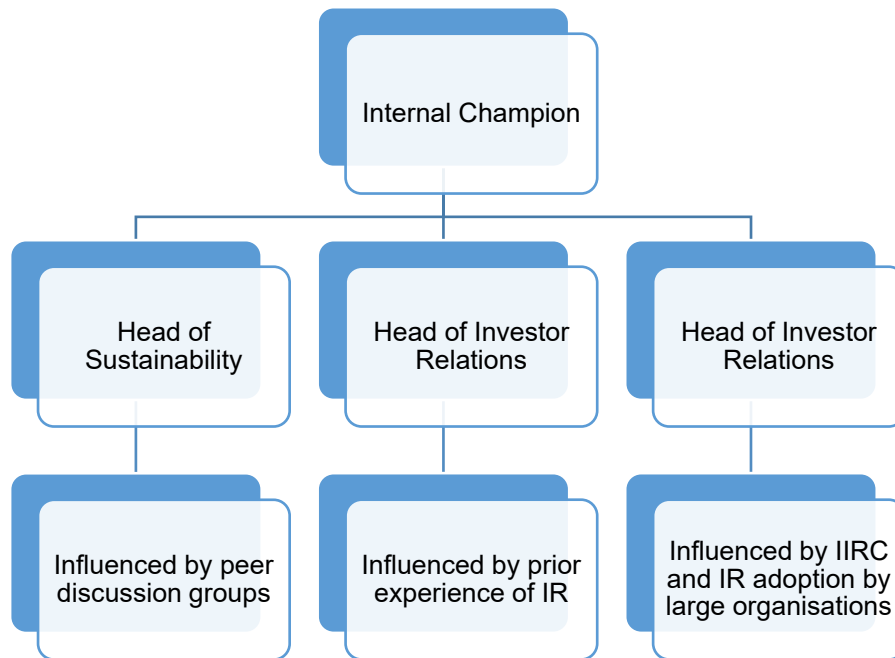 Internal Champion
Head of
Sustainability
Head of Investor
Relations
Head of Investor
Relations
Influenced by peer
discussion groups
Influenced by prior
experience of IR
Influenced by IIRC
and IR adoption by
large organisations